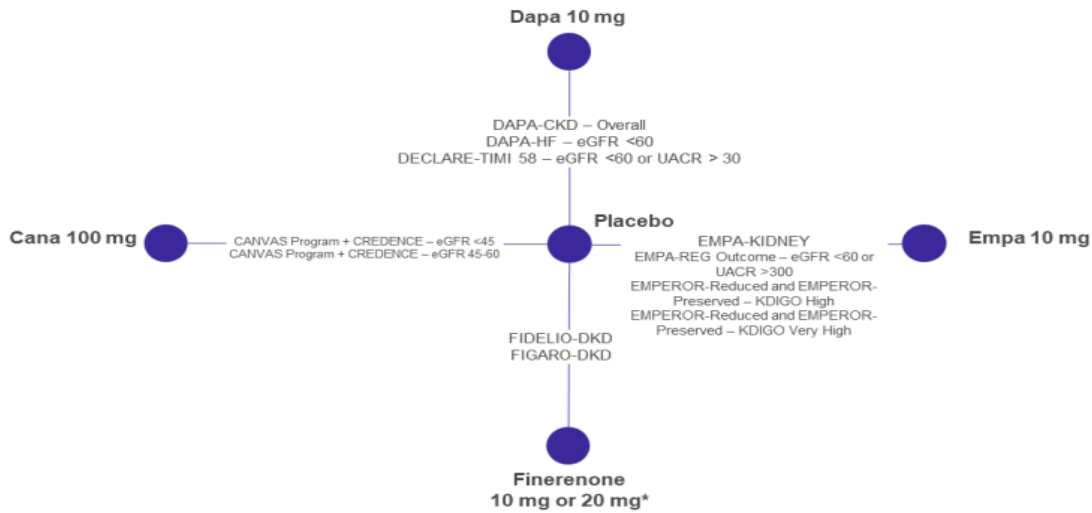 Dapa 10 mg
DAPA-CKD – Overall
DAPA-HF – eGFR <60
DECLARE-TIMI 58 – eGFR <60 or UACR > 30
Placebo
Cana 100 mg
CANVAS Program + CREDENCE – eGFR <45
CANVAS Program + CREDENCE – eGFR 45-60
EMPA-KIDNEY
EMPA-REG Outcome – eGFR <60 or
UACR >300
EMPEROR-Reduced and EMPEROR-
Preserved – KDIGO High
EMPEROR-Reduced and EMPEROR-
Preserved – KDIGO Very High
Empa 10 mg
FIDELIO-DKD
FIGARO-DKD
Finerenone
10 mg or 20 mg*